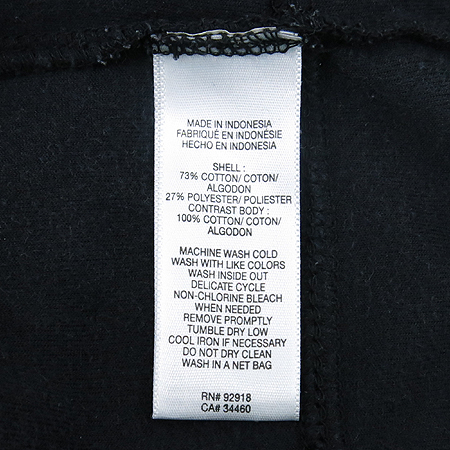 MADE IN INDONESIA
FABRIQUÉ EN INDONÉSIE
HECHO EN INDONESIA
SHELL :
73% COTTON/ COTON/
ALGODON
27% POLYESTER/ POLIESTER
CONTRAST BODY :
100% COTTON/ COTON/
ALGODON
MACHINE WASH COLD
WASH WITH LIKE COLORS
WASH INSIDE OUT
DELICATE CYCLE
NON-CHLORINE BLEACH
WHEN NEEDED
REMOVE PROMPTLY
TUMBLE DRY LOW
COOL IRON IF NECESSARY
DO NOT DRY CLEAN
WASH IN A NET BAG
RN# 92918
CA# 34460